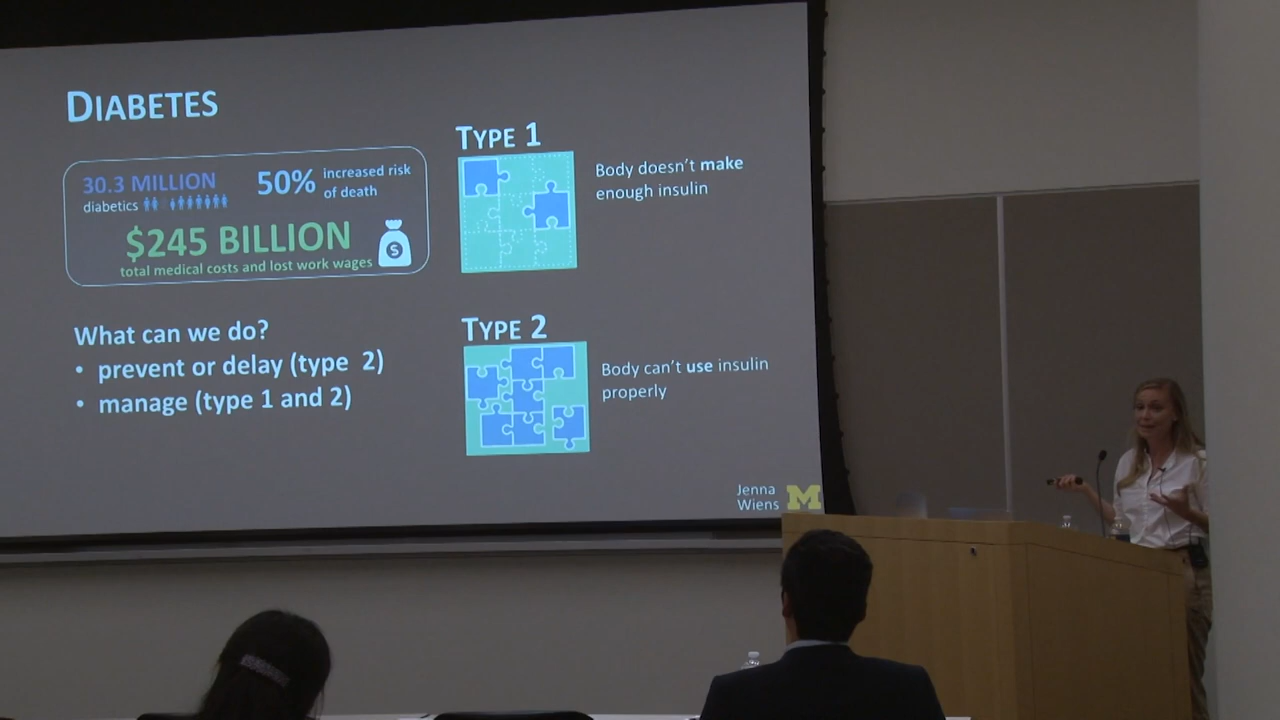 DIABETES
30.3 MILLION
diabetics
50% increased risk
of death
$245 BILLION
total medical costs and lost work wages
What can we do?
• prevent or delay (type 2)
• manage (type 1 and 2)
TYPE 1
Body doesn't make
enough insulin
TYPE 2
Body can't use insulin
properly
Jenna
Wiens
M